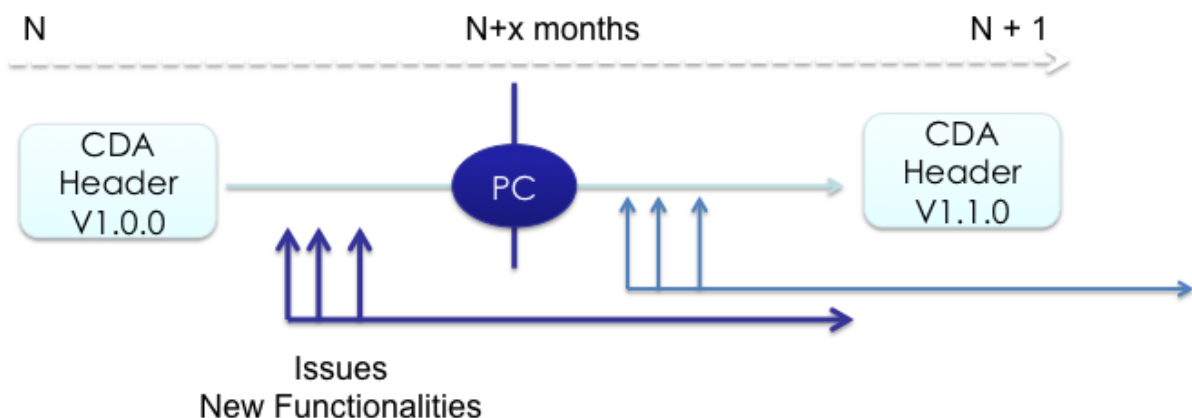 N
N+x months
N + 1
CDA
Header
V1.0.0
PC
CDA
Header
V1.1.0
Issues
New Functionalities